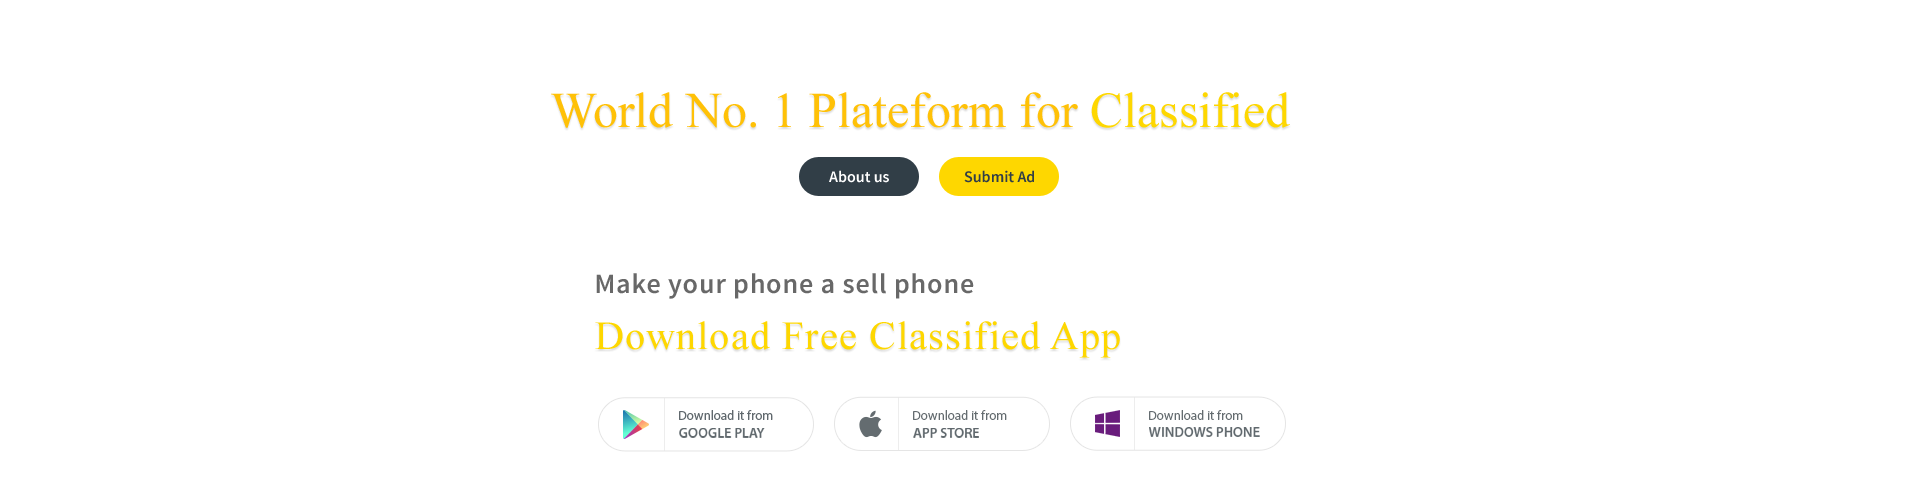 World No. 1 Plateform for Classified
About us
Submit Ad
Make your phone a sell phone
Download Free Classified App
Download it from
GOOGLE PLAY
Download it from
APP STORE
Download it from
WINDOWS PHONE